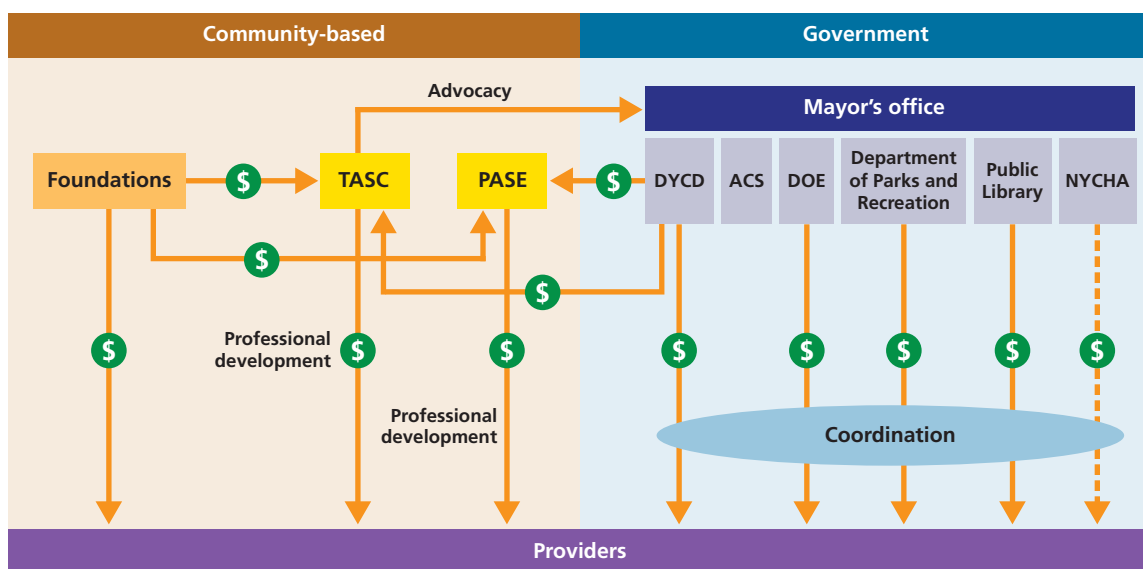 Community-based
Government
Advocacy
Mayor's office
Foundations
$
TASC
PASE
$
DYCD
ACS
DOE
Department
of Parks and
Recreation
Public
Library
NYCHA
$
$
Professional
development
$
$
$
$
$
$
$
$
Professional
development
Coordination
Providers